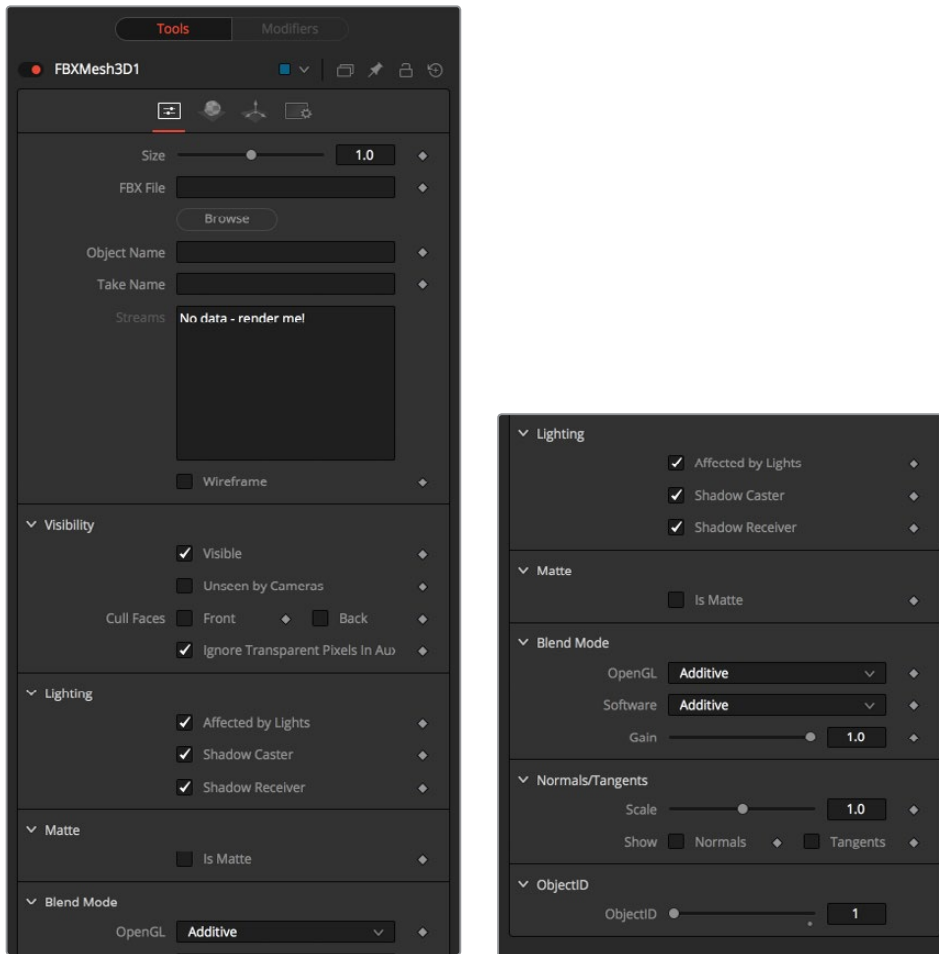 Tools Modifiers
FBXMesh3D1
Size 1.0
FBX File
Browse
Object Name
Take Name
Streams No data - render me!
Wireframe
Visibility
Visible
Unseen by Cameras
Cull Faces Front Back
Ignore Transparent Pixels In Aux
Lighting
Affected by Lights
Shadow Caster
Shadow Receiver
Matte
Is Matte
Blend Mode
OpenGL Additive
Lighting
Affected by Lights
Shadow Caster
Shadow Receiver
Matte
Is Matte
Blend Mode
OpenGL Additive
Software Additive
Gain 1.0
Normals/Tangents
Scale 1.0
Show Normals Tangents
ObjectID
ObjectID 1